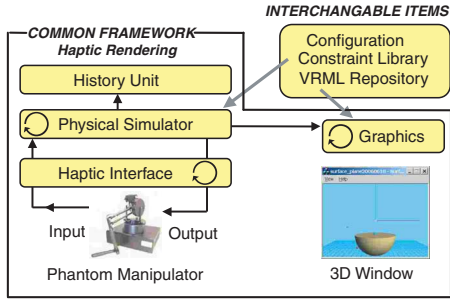 INTERCHANGABLE ITEMS
COMMON FRAMEWORK
Haptic Rendering
Configuration
Constraint Library
VRML Repository
History Unit
Physical Simulator
Graphics
Haptic Interface
Input
Output
Phantom Manipulator
3D Window